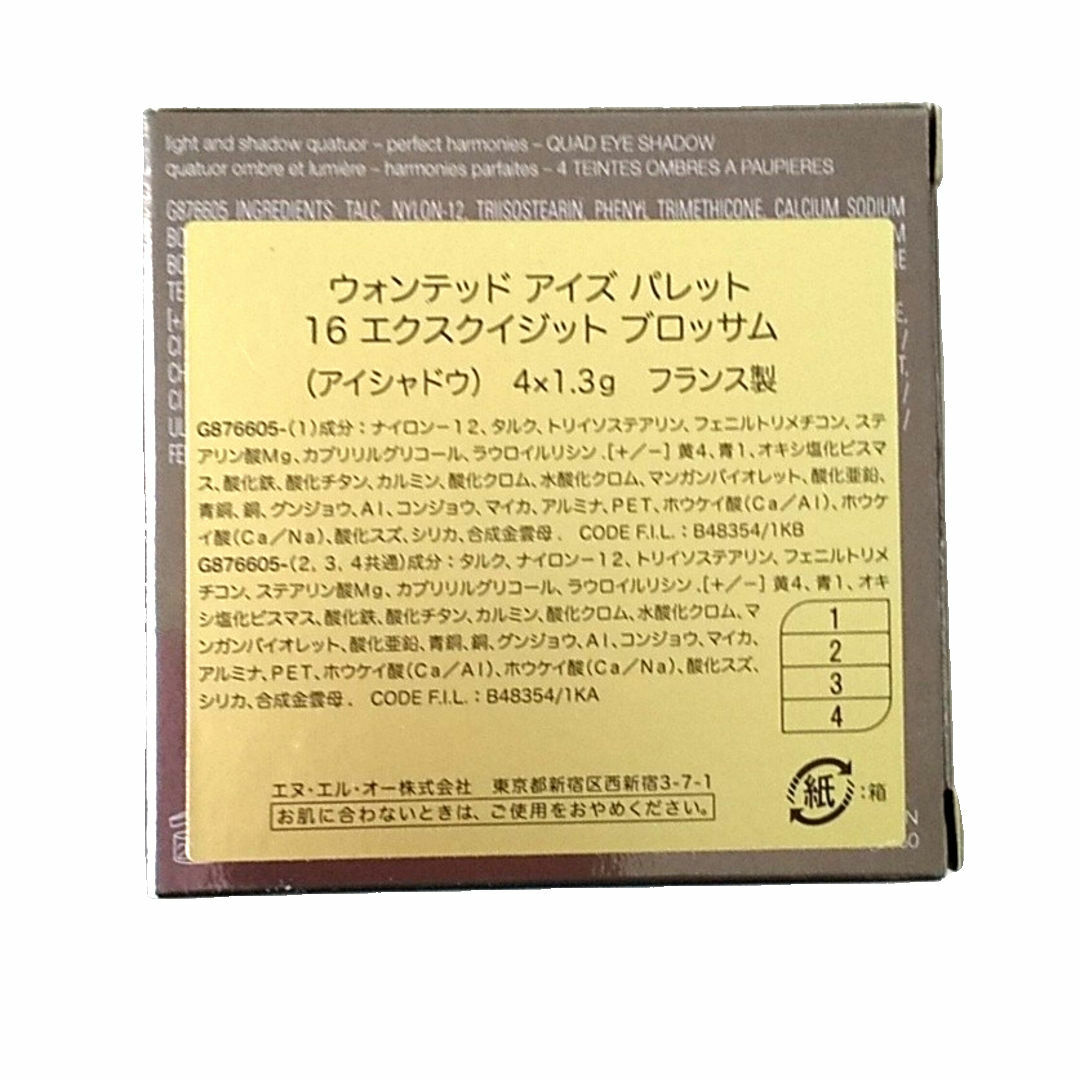 light and shadow quatuor – perfect harmonies – QUAD EYE SHADOW
quatuor ombre et lumière – harmonies parfaites – 4 TEINTES OMBRES A PAUPIERES
G876605 INGREDIENTS: TALC, NYLON-12, TRIISOSTEARIN, PHENYL TRIMETHICONE, CALCIUM SODIUM
ウォンテッド アイズ パレット
16 エクスクイジット ブロッサム
(アイシャドウ) 4×1.3g フランス製
G876605-(1)成分：ナイロンー12、タルク、トリイソステアリン、フェニルトリメチコン、ステ
アリン酸Mg、カプリリルグリコール、ラウロイルリシン、[＋／－] 黄4、青1、オキシ塩化ビスマ
ス、酸化鉄、酸化チタン、カルミン、酸化クロム、水酸化クロム、マンガンバイオレット、酸化亜鉛、
青銅、銅、グンジョウ、Al、コンジョウ、マイカ、アルミナ、PET、ホウケイ酸(Ca／Al)、ホウケ
イ酸(Ca／Na)、酸化スズ、シリカ、合成金雲母． CODE F.I.L.：B48354/1KB
G876605-(2、3、4共通)成分：タルク、ナイロンー12、トリイソステアリン、フェニルトリメ
チコン、ステアリン酸Mg、カプリリルグリコール、ラウロイルリシン、[＋／－] 黄4、青1、オキ
シ塩化ビスマス、酸化鉄、酸化チタン、カルミン、酸化クロム、水酸化クロム、マ
ンガンバイオレット、酸化亜鉛、青銅、銅、グンジョウ、Al、コンジョウ、マイカ、
アルミナ、PET、ホウケイ酸(Ca／Al)、ホウケイ酸(Ca／Na)、酸化スズ、
シリカ、合成金雲母． CODE F.I.L.：B48354/1KA
1
2
3
4
エヌ・エル・オー株式会社 東京都新宿区西新宿3-7-1
お肌に合わないときは、ご使用をおやめください。
紙：箱